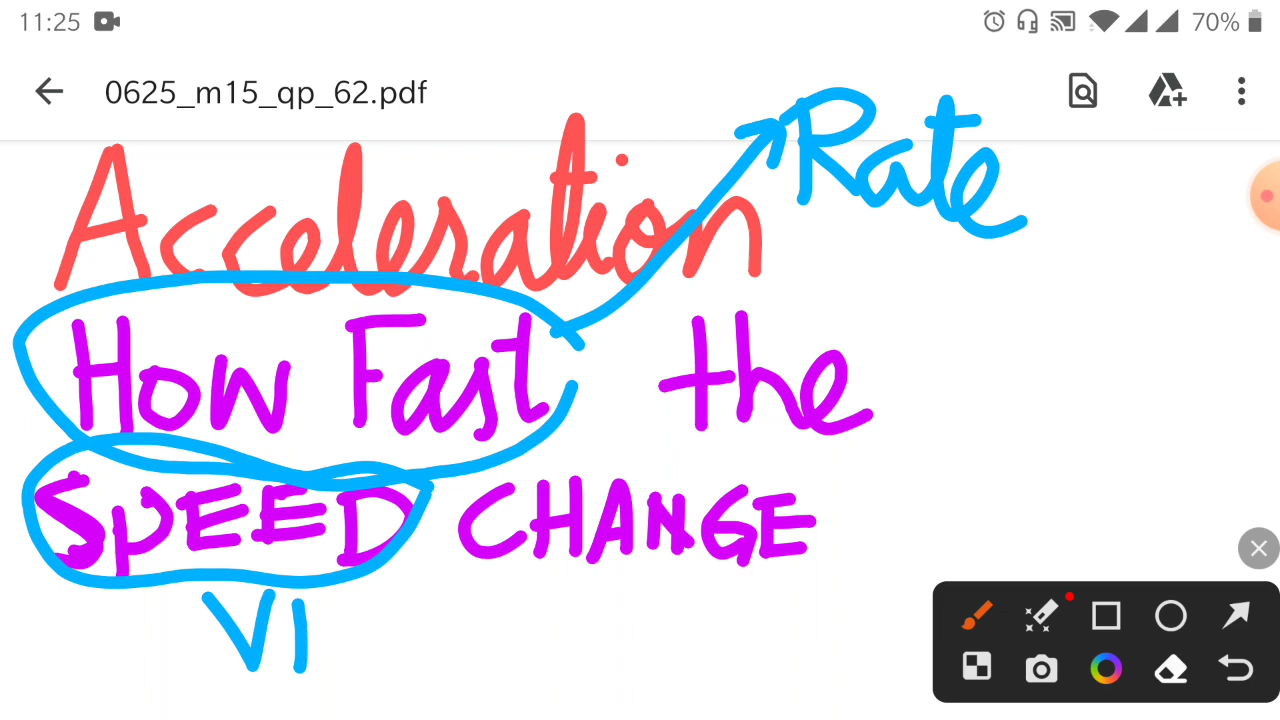 11:25 70%
0625_m15_qp_62.pdf
Rate
Acceleration
How Fast the
SpEED CHANGE
VI